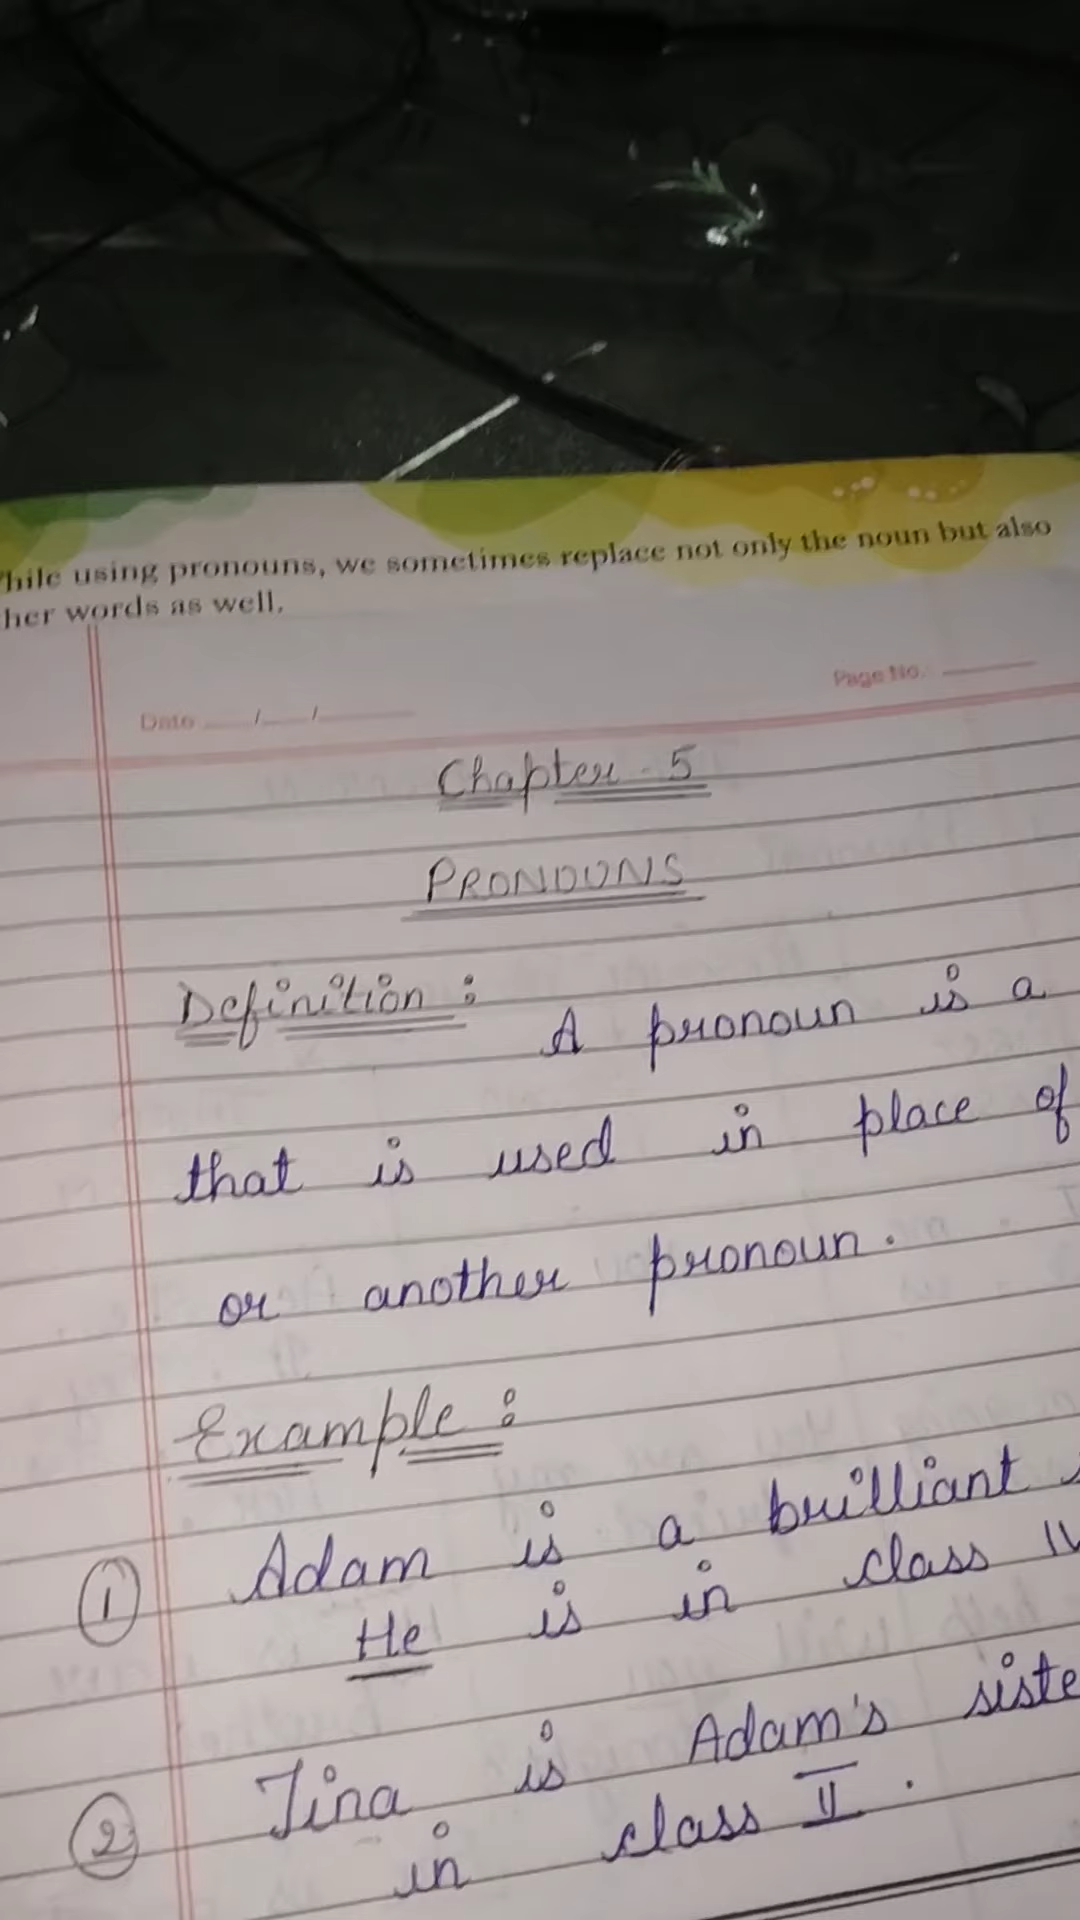 While using pronouns, we sometimes replace not only the noun but also
her words as well.
Page No.
Date / /
Chapter - 5
PRONOUNS
Definition : A pronoun is a
that is used in place of
or another pronoun.
Example :
1 Adam is a brilliant
He is in class
2 Tina is Adam's siste
in class II .